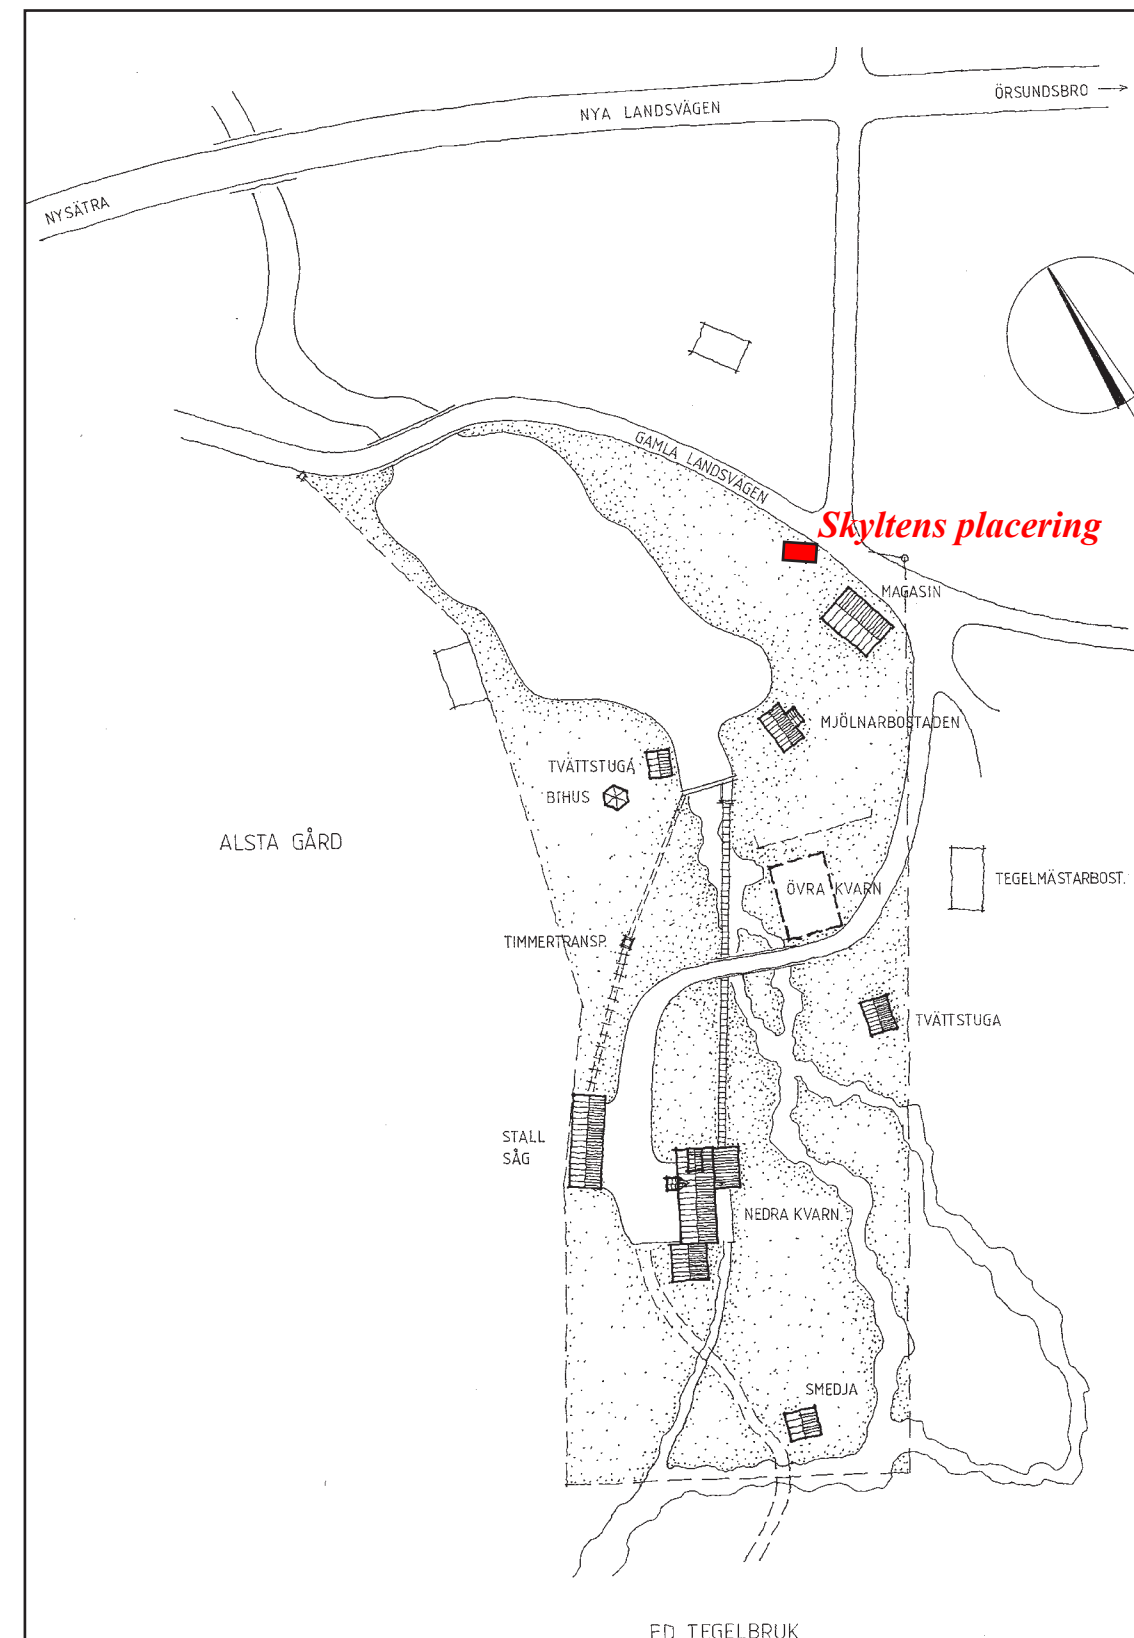 ÖRSUNDSBRO
NYA LANDSVÄGEN
NYSÄTRA
GAMLA LANDSVÄGEN
Skyltens placering
MAGASIN
MJÖLNARBOSTADEN
TVÄTTSTUGA
BIHUS
ALSTA GÅRD
TEGELMÄSTARBOST.
ÖVRA KVARN
TIMMERTRANSP.
TVÄTTSTUGA
STALL
SÅG
NEDRA KVARN
SMEDJA
ED TEGELBRUK